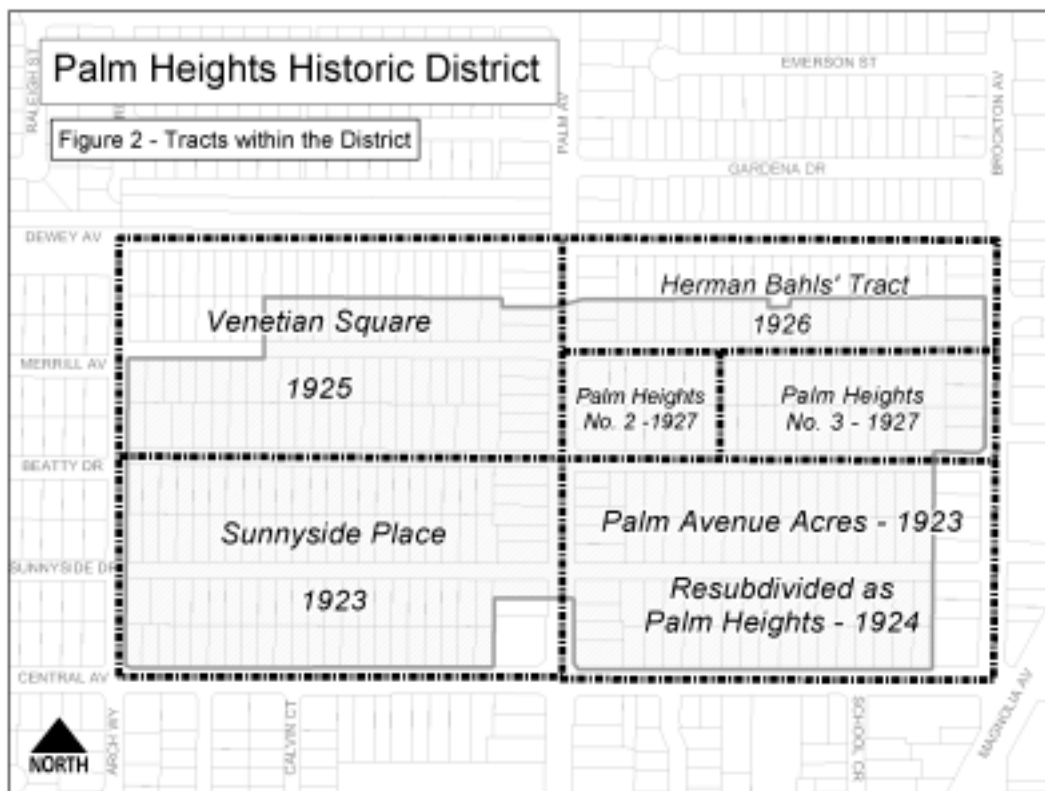 Palm Heights Historic District
Figure 2 - Tracts within the District
RALEIGH ST
PALM AV
EMERSON ST
BROCKTON AV
GARDENA DR
DEWEY AV
Herman Bahls' Tract
1926
Venetian Square
1925
MERRILL AV
Palm Heights
No. 2 -1927
Palm Heights
No. 3 - 1927
BEATTY DR
Sunnyside Place
1923
Palm Avenue Acres - 1923
Resubdivided as
Palm Heights - 1924
SUNNYSIDE DR
CENTRAL AV
NORTH
ARCH WY
CALVIN CT
SCHOOL CR
MAGNOLIA AV